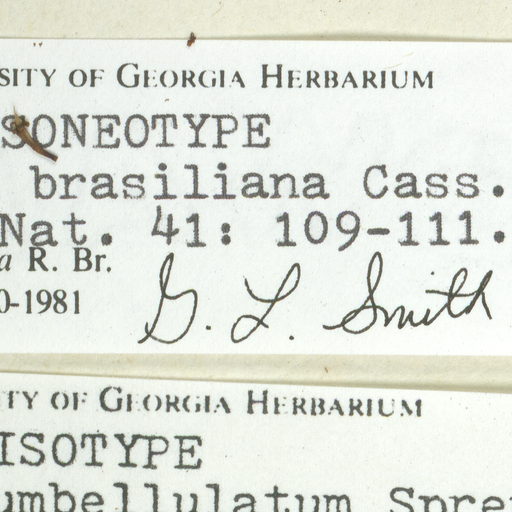 SITY OF GEORGIA HERBARIUM
SONEOTYPE
brasiliana Cass.
Nat. 41: 109-111.
a R. Br.
0-1981 G. L. Smith
TY OF GEORGIA HERBARIUM
ISOTYPE
umbellulatum Spre